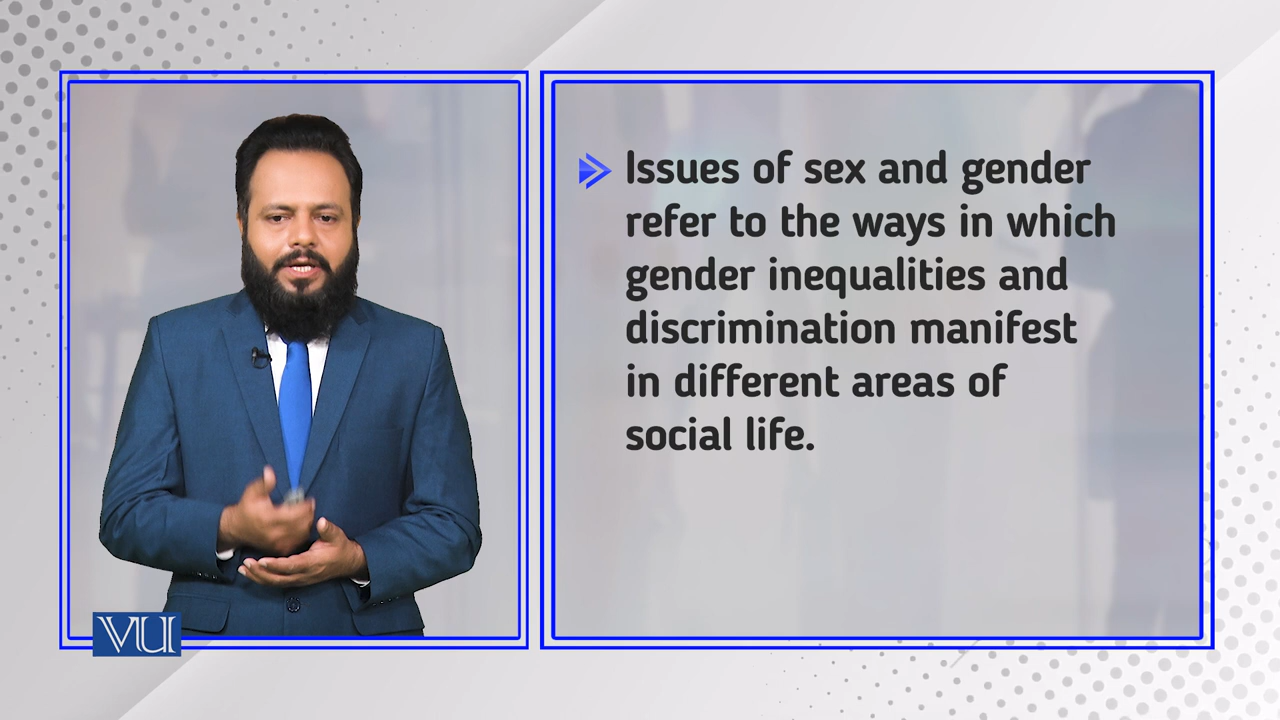 Issues of sex and gender
refer to the ways in which
gender inequalities and
discrimination manifest
in different areas of
social life.
VU